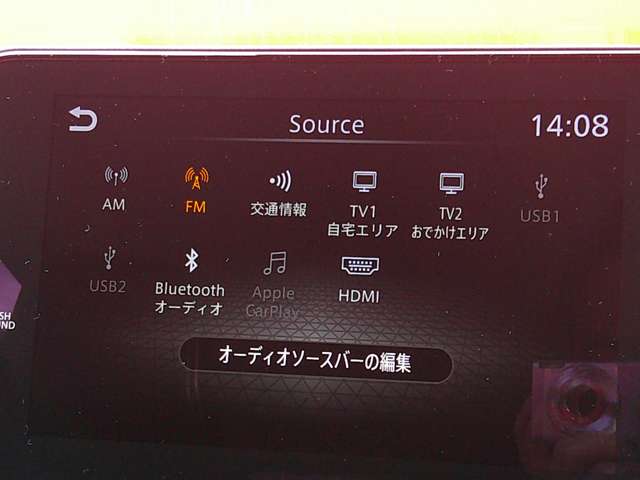 Source
14:08
AM
FM
交通情報
TV1
自宅エリア
TV2
おでかけエリア
USB1
USB2
Bluetooth
オーディオ
Apple
CarPlay
HDMI
オーディオソースバーの編集